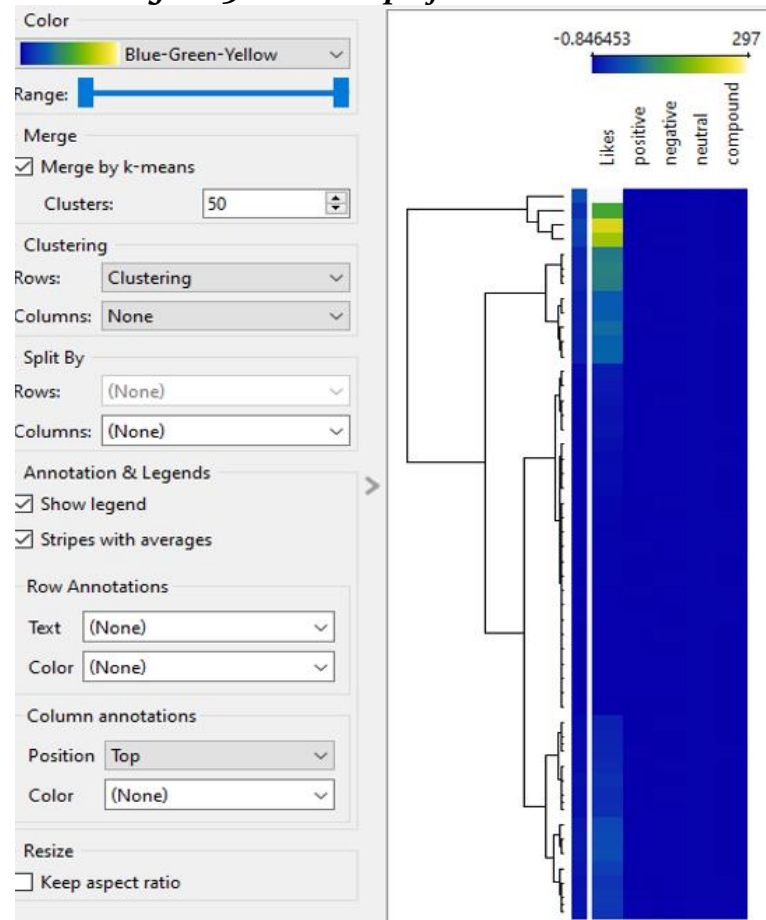 Color
Blue-Green-Yellow
Range:
Merge
Merge by k-means
Clusters: 50
Clustering
Rows: Clustering
Columns: None
Split By
Rows: (None)
Columns: (None)
Annotation & Legends
Show legend
Stripes with averages
Row Annotations
Text (None)
Color (None)
Column annotations
Position Top
Color (None)
Resize
Keep aspect ratio
>
-0.846453 297
Likes
positive
negative
neutral
compound